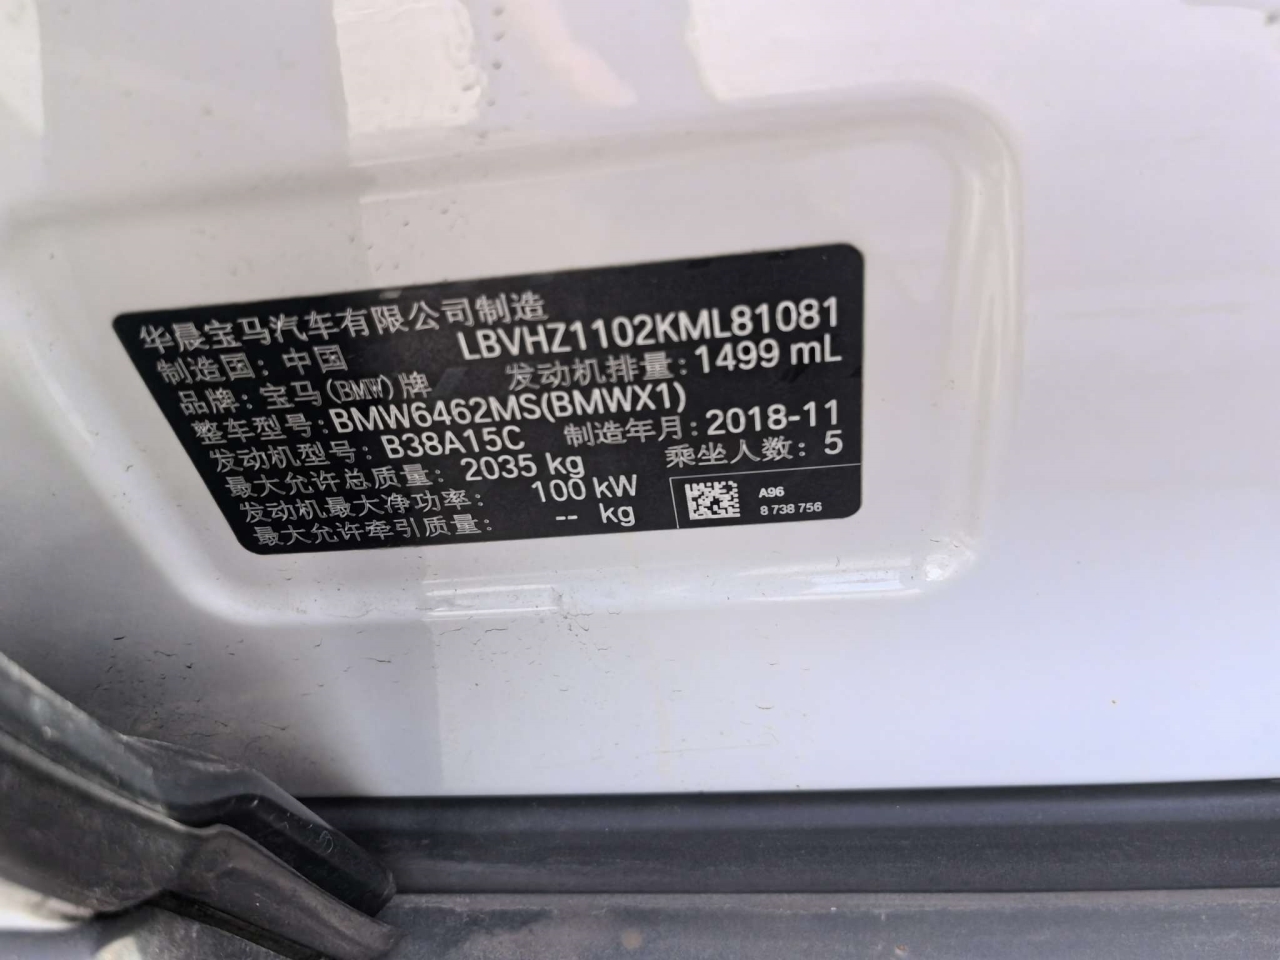 华晨宝马汽车有限公司制造
LBVHZ1102KML81081
制造国：中国
发动机排量：1499 mL
品牌：宝马(BMW)牌
整车型号：BMW6462MS(BMWX1)
发动机型号：B38A15C 制造年月：2018-11
最大允许总质量：2035 kg 乘坐人数：5
发动机最大净功率：100 kW
最大允许牵引质量：-- kg
A96
8 738 756